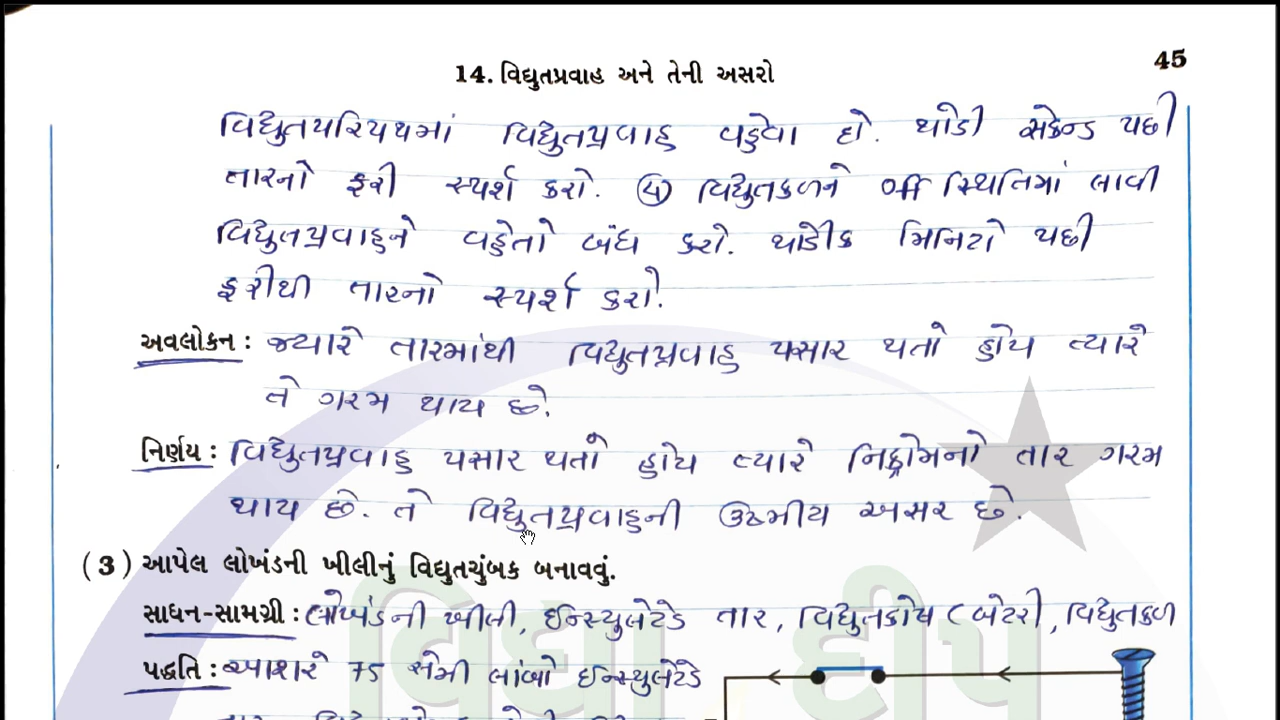 14. વિદ્યુતપ્રવાહ અને તેની અસરો
45
વિદ્યુતપરિપથમાં વિદ્યુતપ્રવાહ વહેવા દો. થોડી સેકેન્ડ પછી
તારનો ફરી સ્પર્શ કરો. ④ વિદ્યુતકળને OFF સ્થિતિમાં લાવી
વિદ્યુતપ્રવાહને વહેતો બંધ કરો. થોડીક મિનિટો પછી
ફરીથી તારનો સ્પર્શ કરો.
અવલોકન : જ્યારે તારમાંથી વિદ્યુતપ્રવાહ પસાર થતો હોય ત્યારે
તે ગરમ થાય છે.
નિર્ણય : વિદ્યુતપ્રવાહ પસાર થતો હોય ત્યારે નિક્રોમનો તાર ગરમ
થાય છે. તે વિદ્યુતપ્રવાહની ઉષ્મીય અસર છે.
(3) આપેલ લોખંડની ખીલીનું વિદ્યુતચુંબક બનાવવું.
સાધન-સામગ્રી : લોખંડની ખીલી, ઈન્સ્યુલેટેડ તાર, વિદ્યુતકોષ (બેટરી), વિદ્યુતકળ
પદ્ધતિ : આશરે 75 સેમી લાંબો ઈન્સ્યુલેટેડ
વિદ્યા દીપ